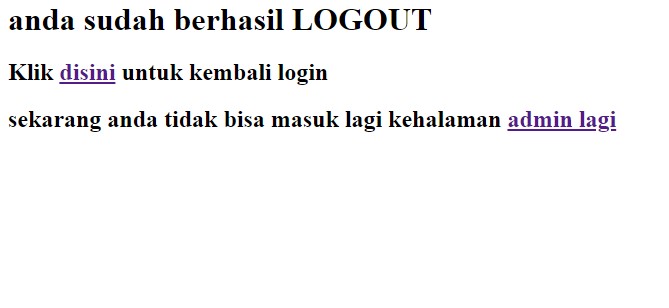 anda sudah berhasil LOGOUT
Klik disini untuk kembali login
sekarang anda tidak bisa masuk lagi kehalaman admin lagi